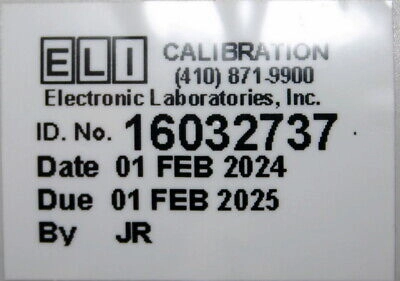 ELI CALIBRATION
(410) 871-9900
Electronic Laboratories, Inc.
ID. No. 16032737
Date 01 FEB 2024
Due 01 FEB 2025
By JR